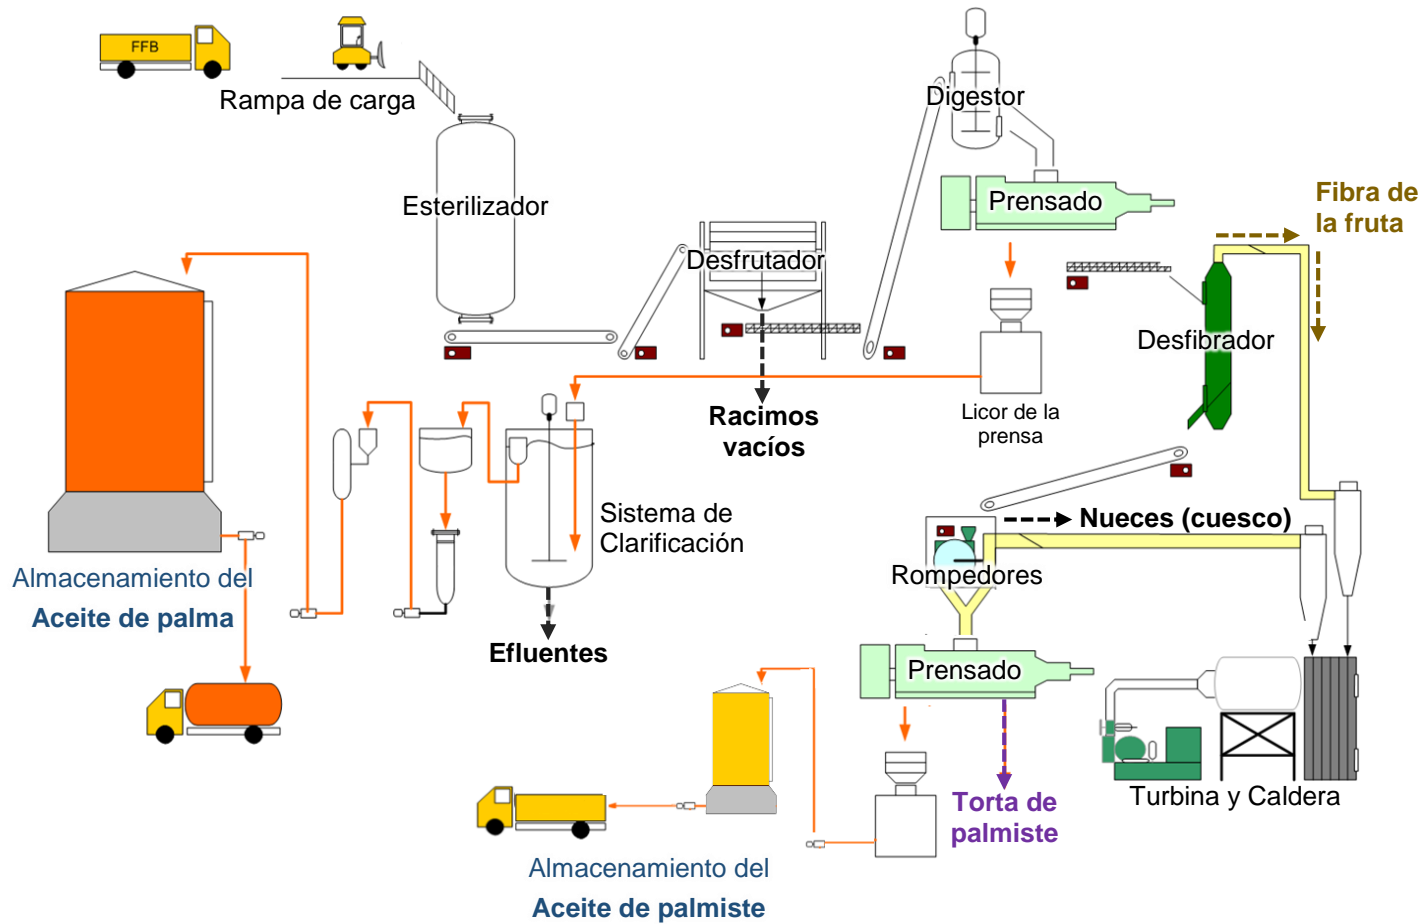 FFB
Rampa de carga
Esterilizador
Desfrutador
Digestor
Prensado
Fibra de
la fruta
Desfibrador
Licor de la
prensa
Racimos
vacíos
Sistema de
Clarificación
Efluentes
Almacenamiento del
Aceite de palma
Nueces (cuesco)
Rompedores
Prensado
Torta de
palmiste
Turbina y Caldera
Almacenamiento del
Aceite de palmiste